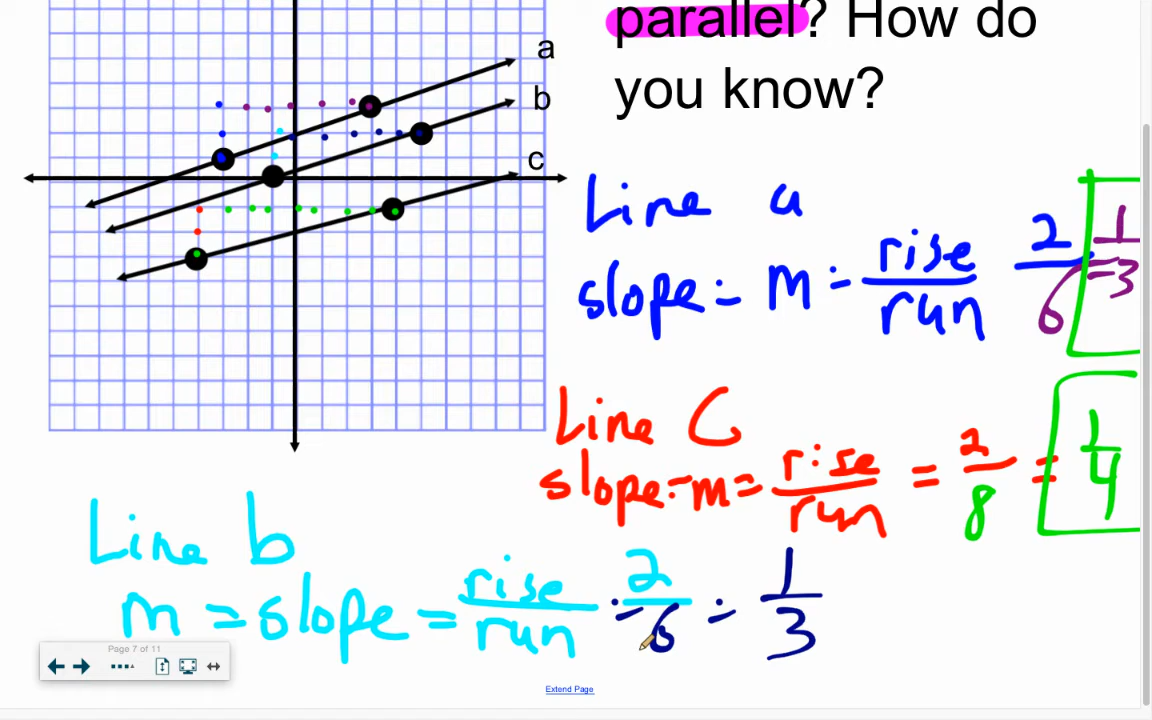 parallel? How do
you know?
a
b
c
Line a
slope = m = rise/run 2/6 = 1/3
Line C
slope = m = rise/run = 2/8 = 1/4
Line b
m = slope = rise/run = 2/6 = 1/3
Page 7 of 11
Extend Page